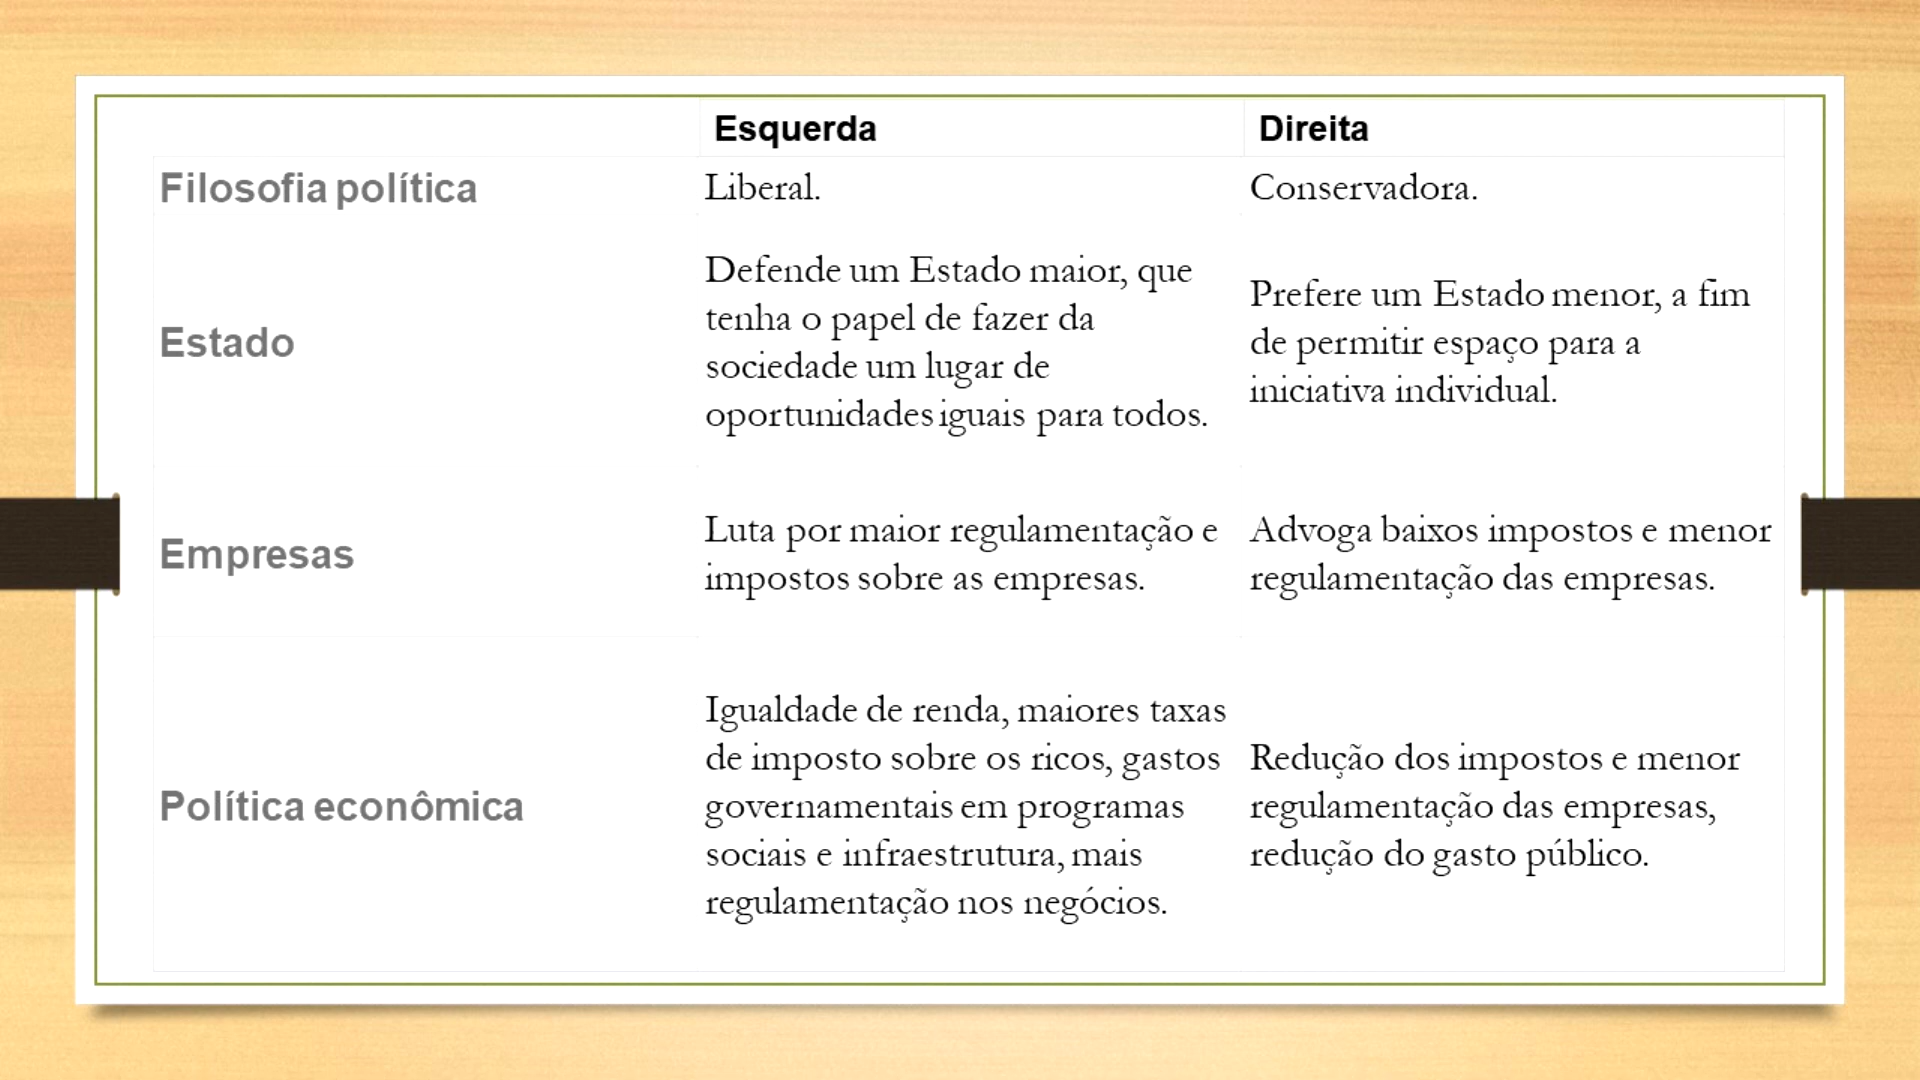 Esquerda
Direita
Filosofia política
Liberal.
Conservadora.
Estado
Defende um Estado maior, que
tenha o papel de fazer da
sociedade um lugar de
oportunidades iguais para todos.
Prefere um Estado menor, a fim
de permitir espaço para a
iniciativa individual.
Empresas
Luta por maior regulamentação e
impostos sobre as empresas.
Advoga baixos impostos e menor
regulamentação das empresas.
Política econômica
Igualdade de renda, maiores taxas
de imposto sobre os ricos, gastos
governamentais em programas
sociais e infraestrutura, mais
regulamentação nos negócios.
Redução dos impostos e menor
regulamentação das empresas,
redução do gasto público.